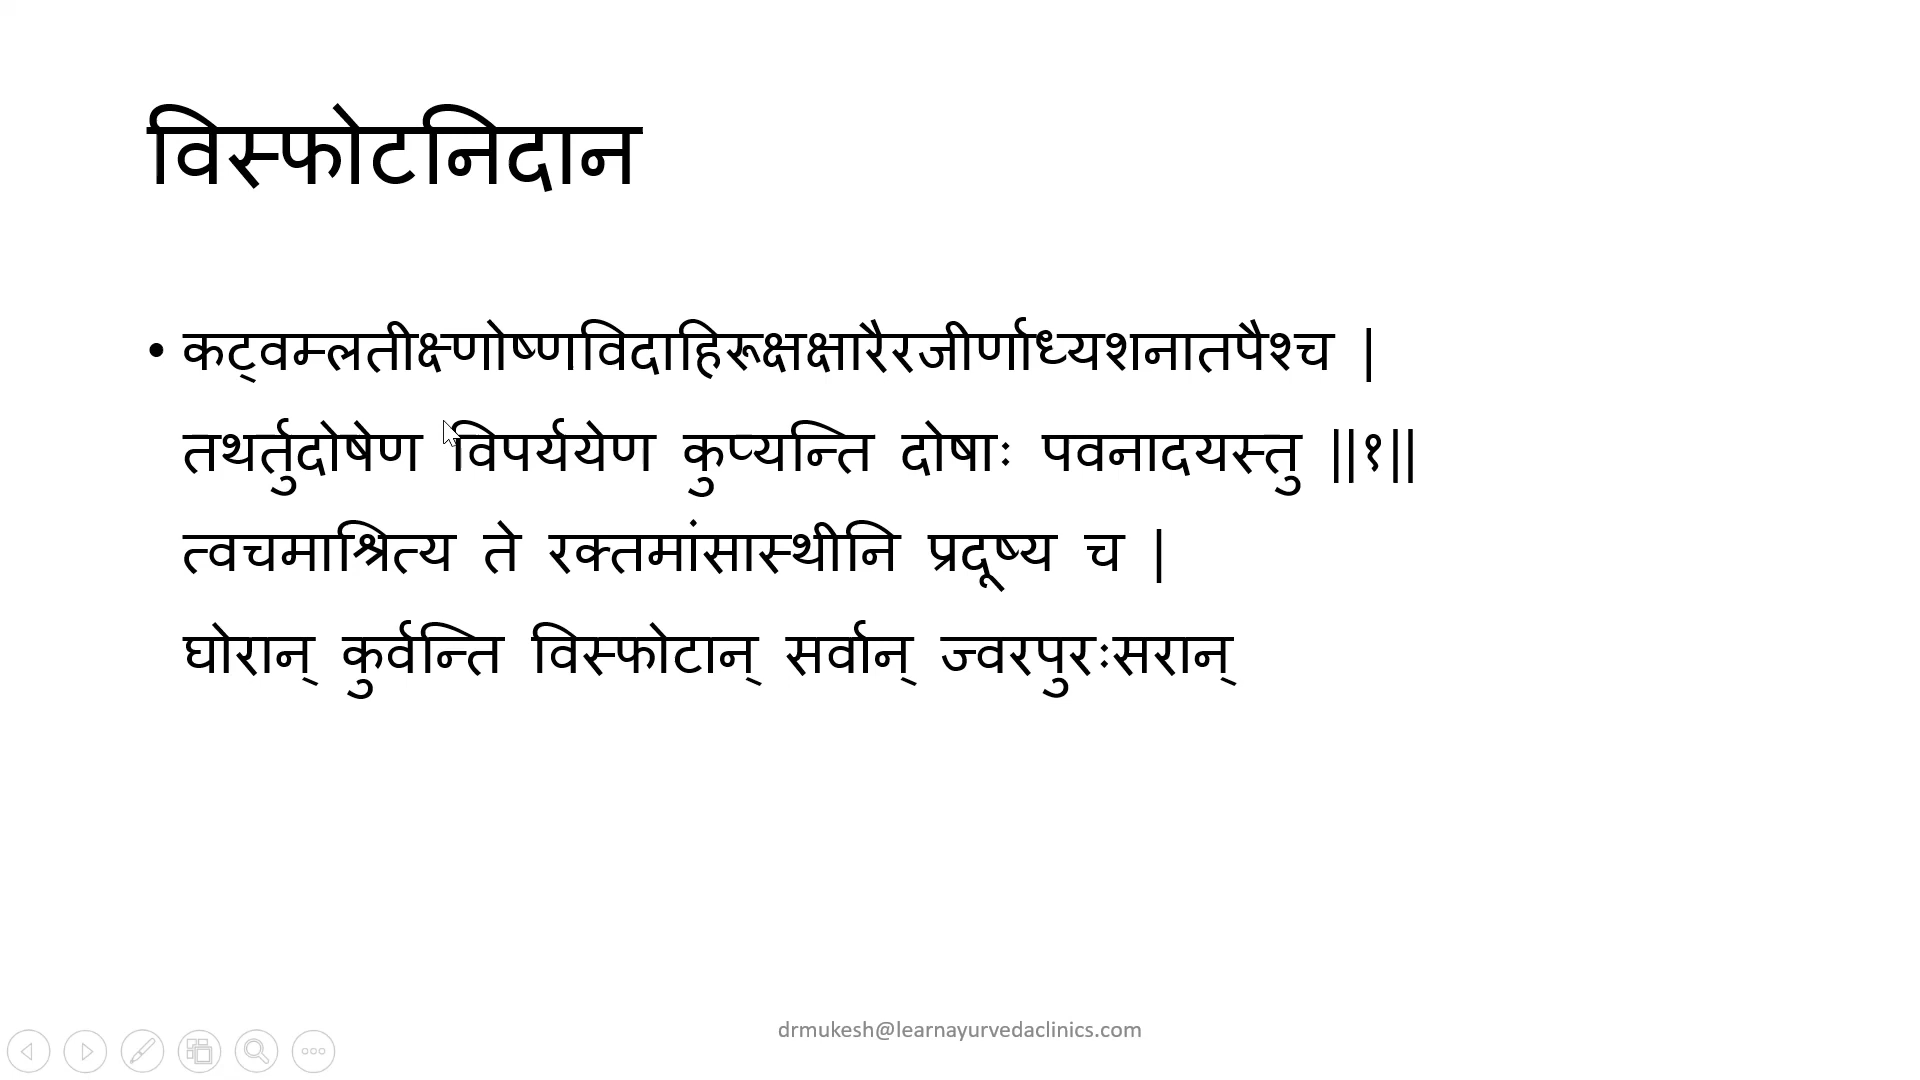 विस्फोटनिदान
• कट्वम्लतीक्ष्णोष्णविदाहिरूक्षक्षारैरजीर्णाध्यशनातपैश्च |
तथर्तुदोषेण विपर्ययेण कुप्यन्ति दोषाः पवनादयस्तु ||१||
त्वचमाश्रित्य ते रक्तमांसास्थीनि प्रदूष्य च |
घोरान् कुर्वन्ति विस्फोटान् सर्वान् ज्वरपुरःसरान्
drmukesh@learnayurvedaclinics.com